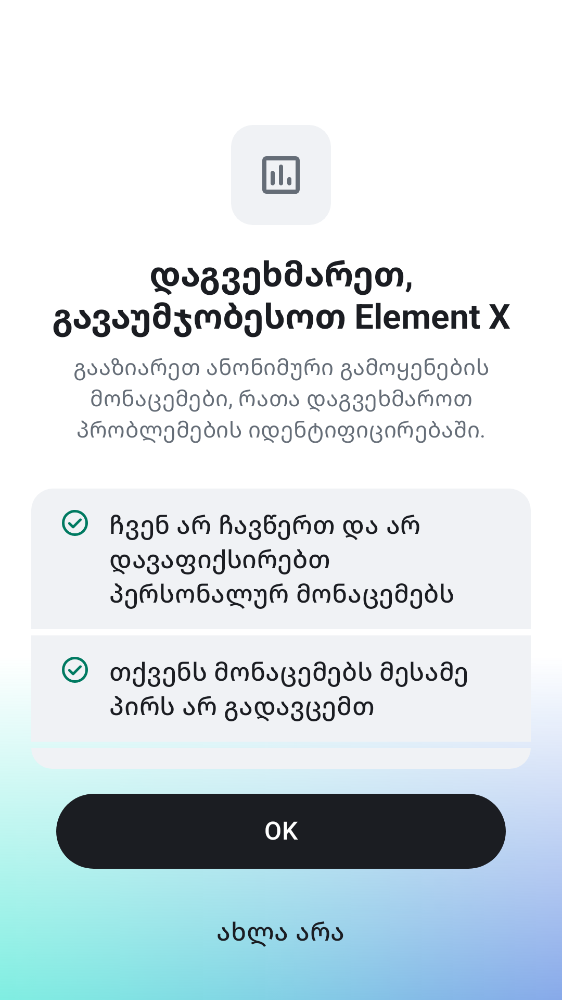 დაგვეხმარეთ,
გავაუმჯობესოთ Element X
გააზიარეთ ანონიმური გამოყენების
მონაცემები, რათა დაგვეხმაროთ
პრობლემების იდენტიფიცირებაში.
ჩვენ არ ჩავწერთ და არ
დავაფიქსირებთ
პერსონალურ მონაცემებს
თქვენს მონაცემებს მესამე
პირს არ გადავცემთ
OK
ახლა არა